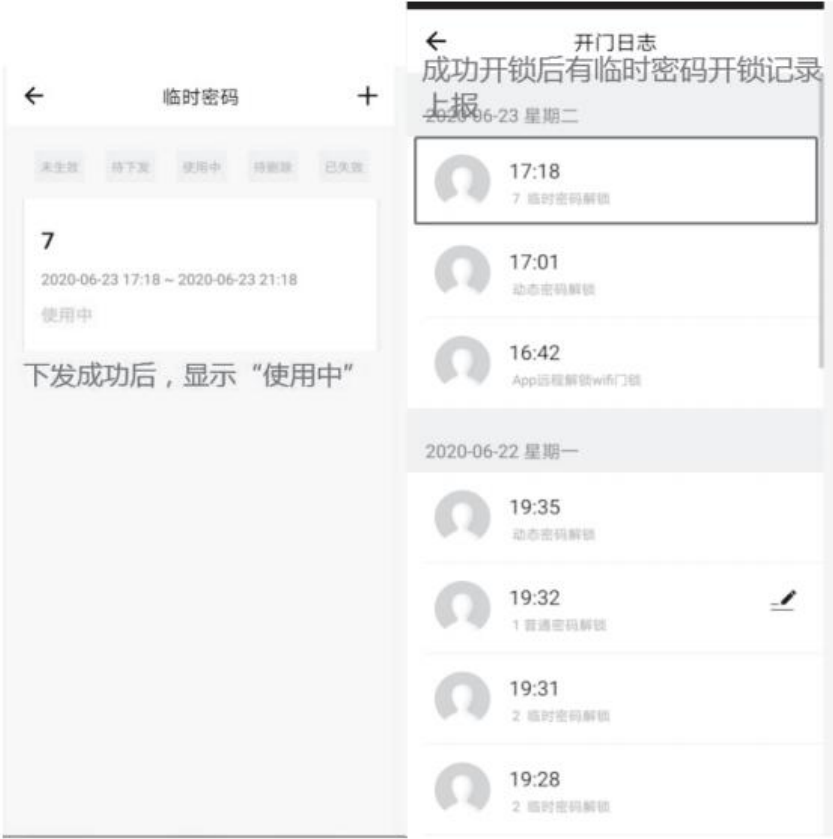 临时密码
未生效 待下发 使用中 待删除 已失效
7
2020-06-23 17:18 ~ 2020-06-23 21:18
使用中
下发成功后，显示“使用中”
开门日志
成功开锁后有临时密码开锁记录
上报
2020-06-23 星期二
17:18
7 临时密码解锁
17:01
动态密码解锁
16:42
App远程解锁wifi门锁
2020-06-22 星期一
19:35
动态密码解锁
19:32
1 普通密码解锁
19:31
2 临时密码解锁
19:28
2 临时密码解锁